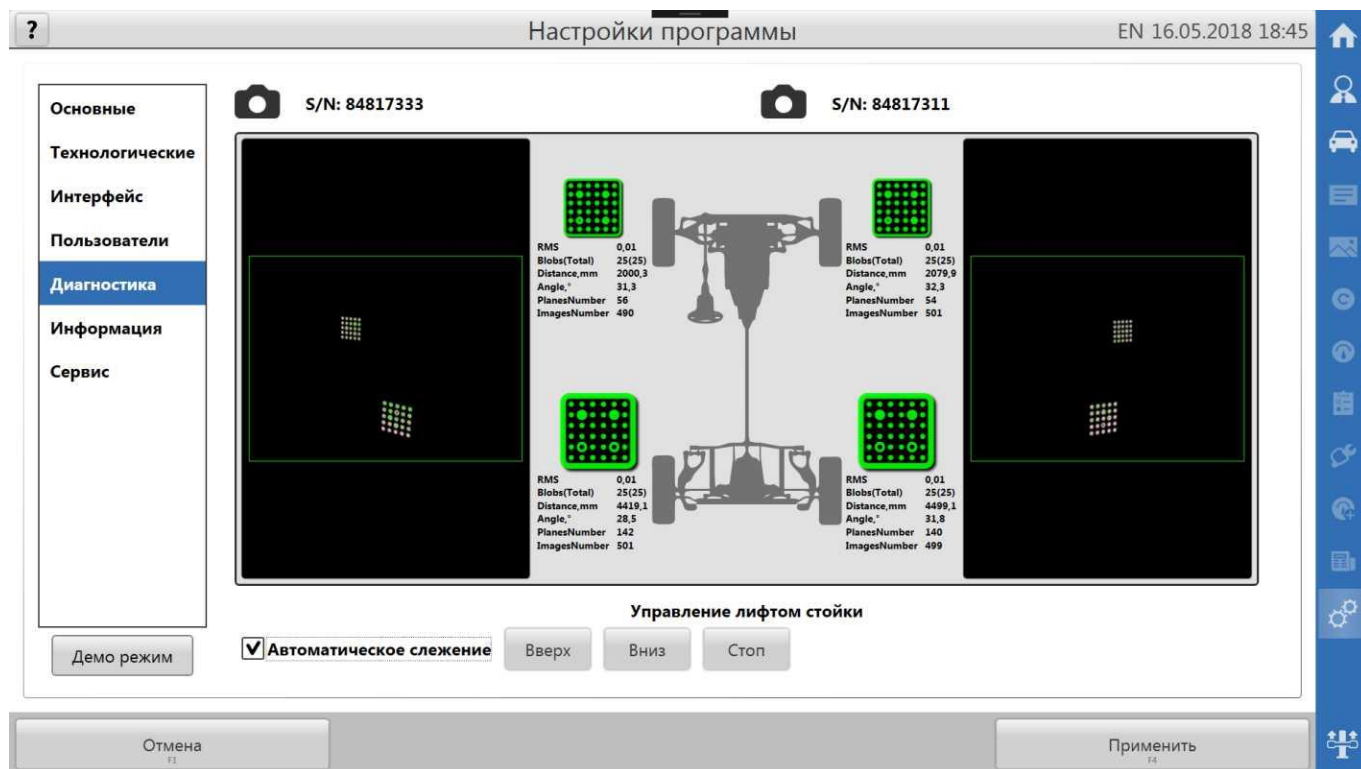 ?
Настройки программы
EN 16.05.2018 18:45
Основные
Технологические
Интерфейс
Пользователи
Диагностика
Информация
Сервис
Демо режим
S/N: 84817333
S/N: 84817311
RMS 0,01
Blobs(Total) 25(25)
Distance,mm 2000,3
Angle,° 31,3
PlanesNumber 56
ImagesNumber 490
RMS 0,01
Blobs(Total) 25(25)
Distance,mm 2079,9
Angle,° 32,3
PlanesNumber 54
ImagesNumber 501
RMS 0,01
Blobs(Total) 25(25)
Distance,mm 4419,1
Angle,° 28,5
PlanesNumber 142
ImagesNumber 501
RMS 0,01
Blobs(Total) 25(25)
Distance,mm 4499,1
Angle,° 31,8
PlanesNumber 140
ImagesNumber 499
Управление лифтом стойки
Автоматическое слежение
Вверх
Вниз
Стоп
Отмена
F1
Применить
F4